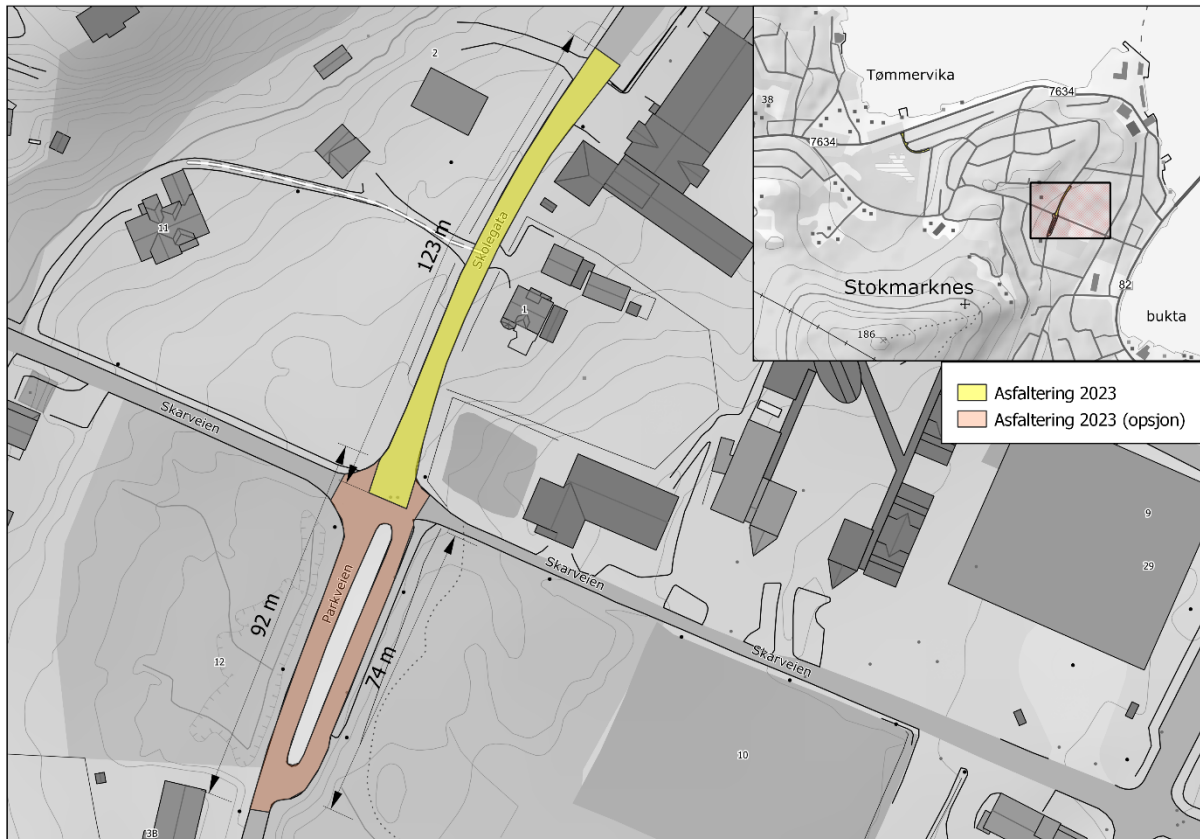 2
11
123 m
Skolegata
1
Skarveien
Parkveien
92 m
74 m
12
3B
Skarveien
Skarveien
10
9
29
Tømmervika
7634
38
7634
Stokmarknes
186
82
bukta
Asfaltering 2023
Asfaltering 2023 (opsjon)